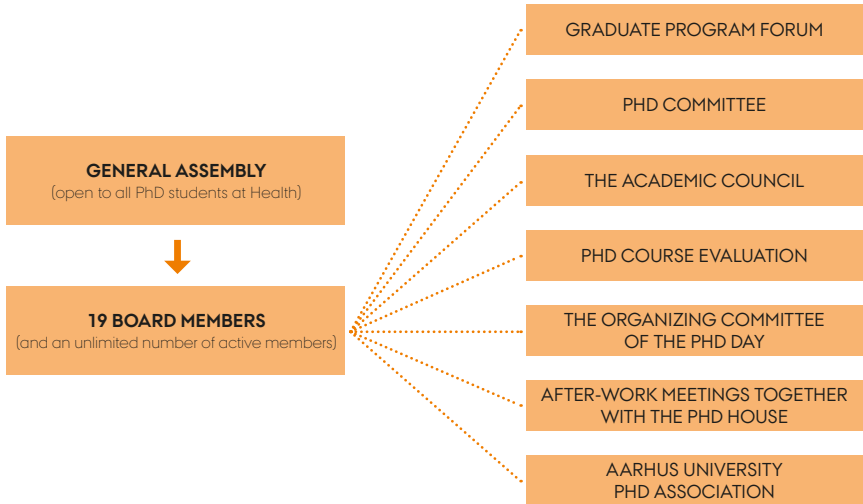 GENERAL ASSEMBLY
(open to all PhD students at Health)
19 BOARD MEMBERS
(and an unlimited number of active members)
GRADUATE PROGRAM FORUM
PHD COMMITTEE
THE ACADEMIC COUNCIL
PHD COURSE EVALUATION
THE ORGANIZING COMMITTEE
OF THE PHD DAY
AFTER-WORK MEETINGS TOGETHER
WITH THE PHD HOUSE
AARHUS UNIVERSITY
PHD ASSOCIATION